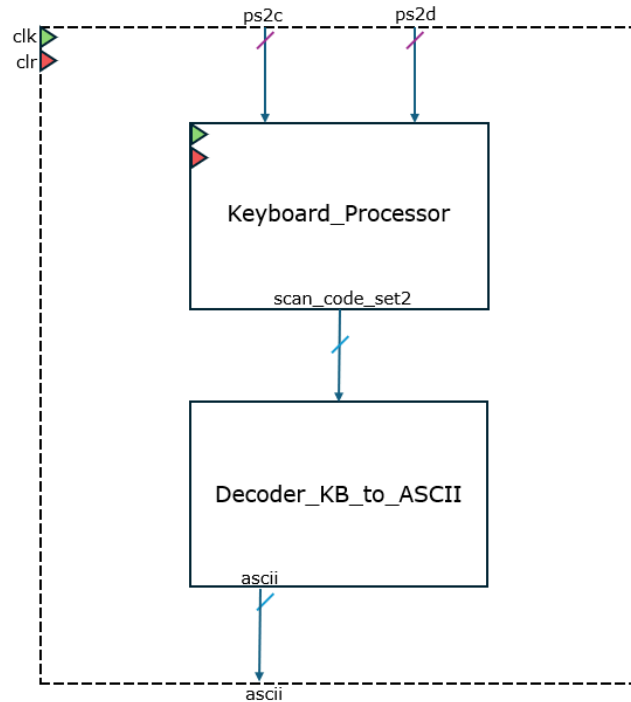 ps2c
ps2d
clk
clr
Keyboard_Processor
scan_code_set2
Decoder_KB_to_ASCII
ascii
ascii